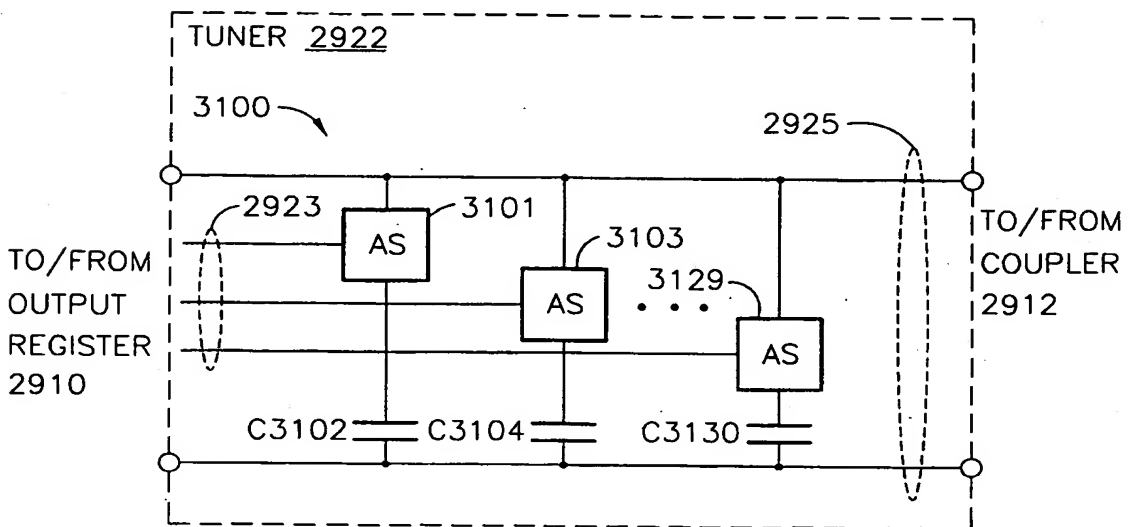 TUNER 2922
3100
2925
2923
3101
AS
3103
AS
3129
AS
TO/FROM
OUTPUT
REGISTER
2910
TO/FROM
COUPLER
2912
C3102
C3104
C3130